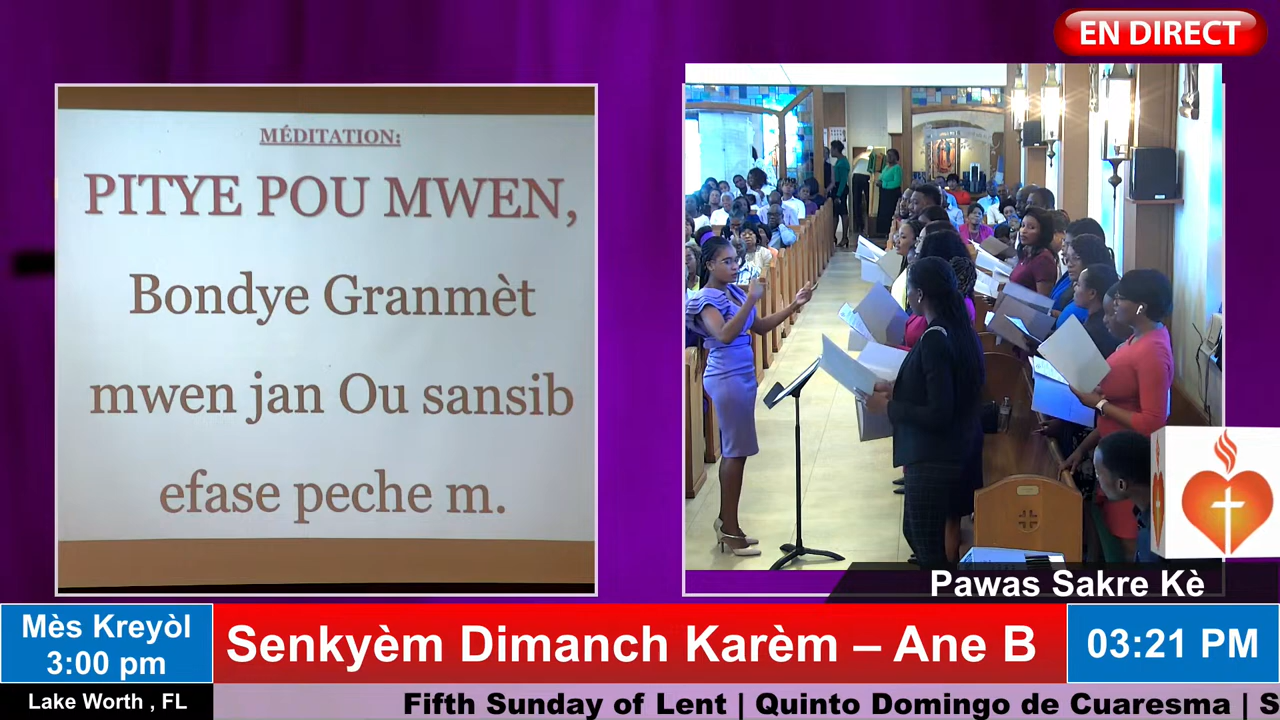 EN DIRECT
MÉDITATION:
PITYE POU MWEN,
Bondye Granmèt
mwen jan Ou sansib
efase peche m.
Pawas Sakre Kè
Mès Kreyòl
3:00 pm
Senkyèm Dimanch Karèm – Ane B
03:21 PM
Lake Worth , FL
Fifth Sunday of Lent | Quinto Domingo de Cuaresma | S